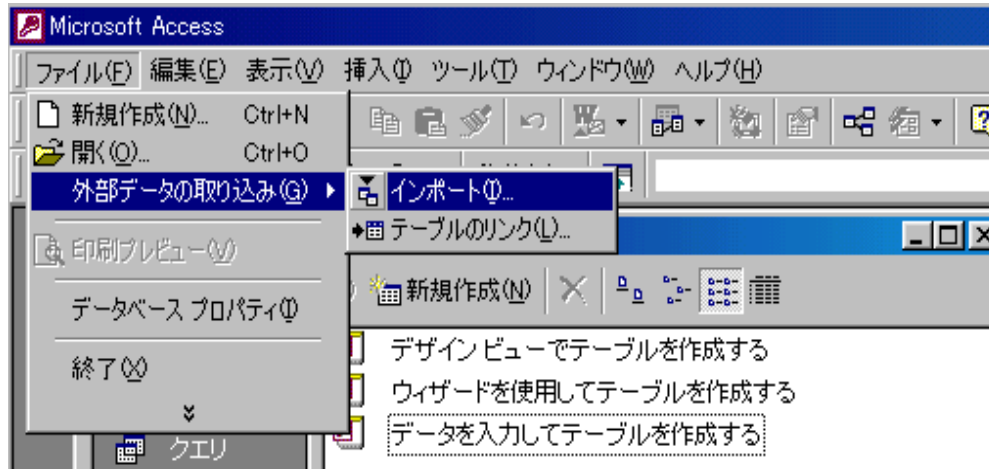 Microsoft Access
ファイル(F) 編集(E) 表示(V) 挿入(I) ツール(T) ウィンドウ(W) ヘルプ(H)
新規作成(N)... Ctrl+N
開く(O)... Ctrl+O
外部データの取り込み(G)
インポート(I)...
テーブルのリンク(L)...
印刷プレビュー(V)
新規作成(N)
データベース プロパティ(I)
デザイン ビューでテーブルを作成する
終了(X)
ウィザードを使用してテーブルを作成する
データを入力してテーブルを作成する
クエリ